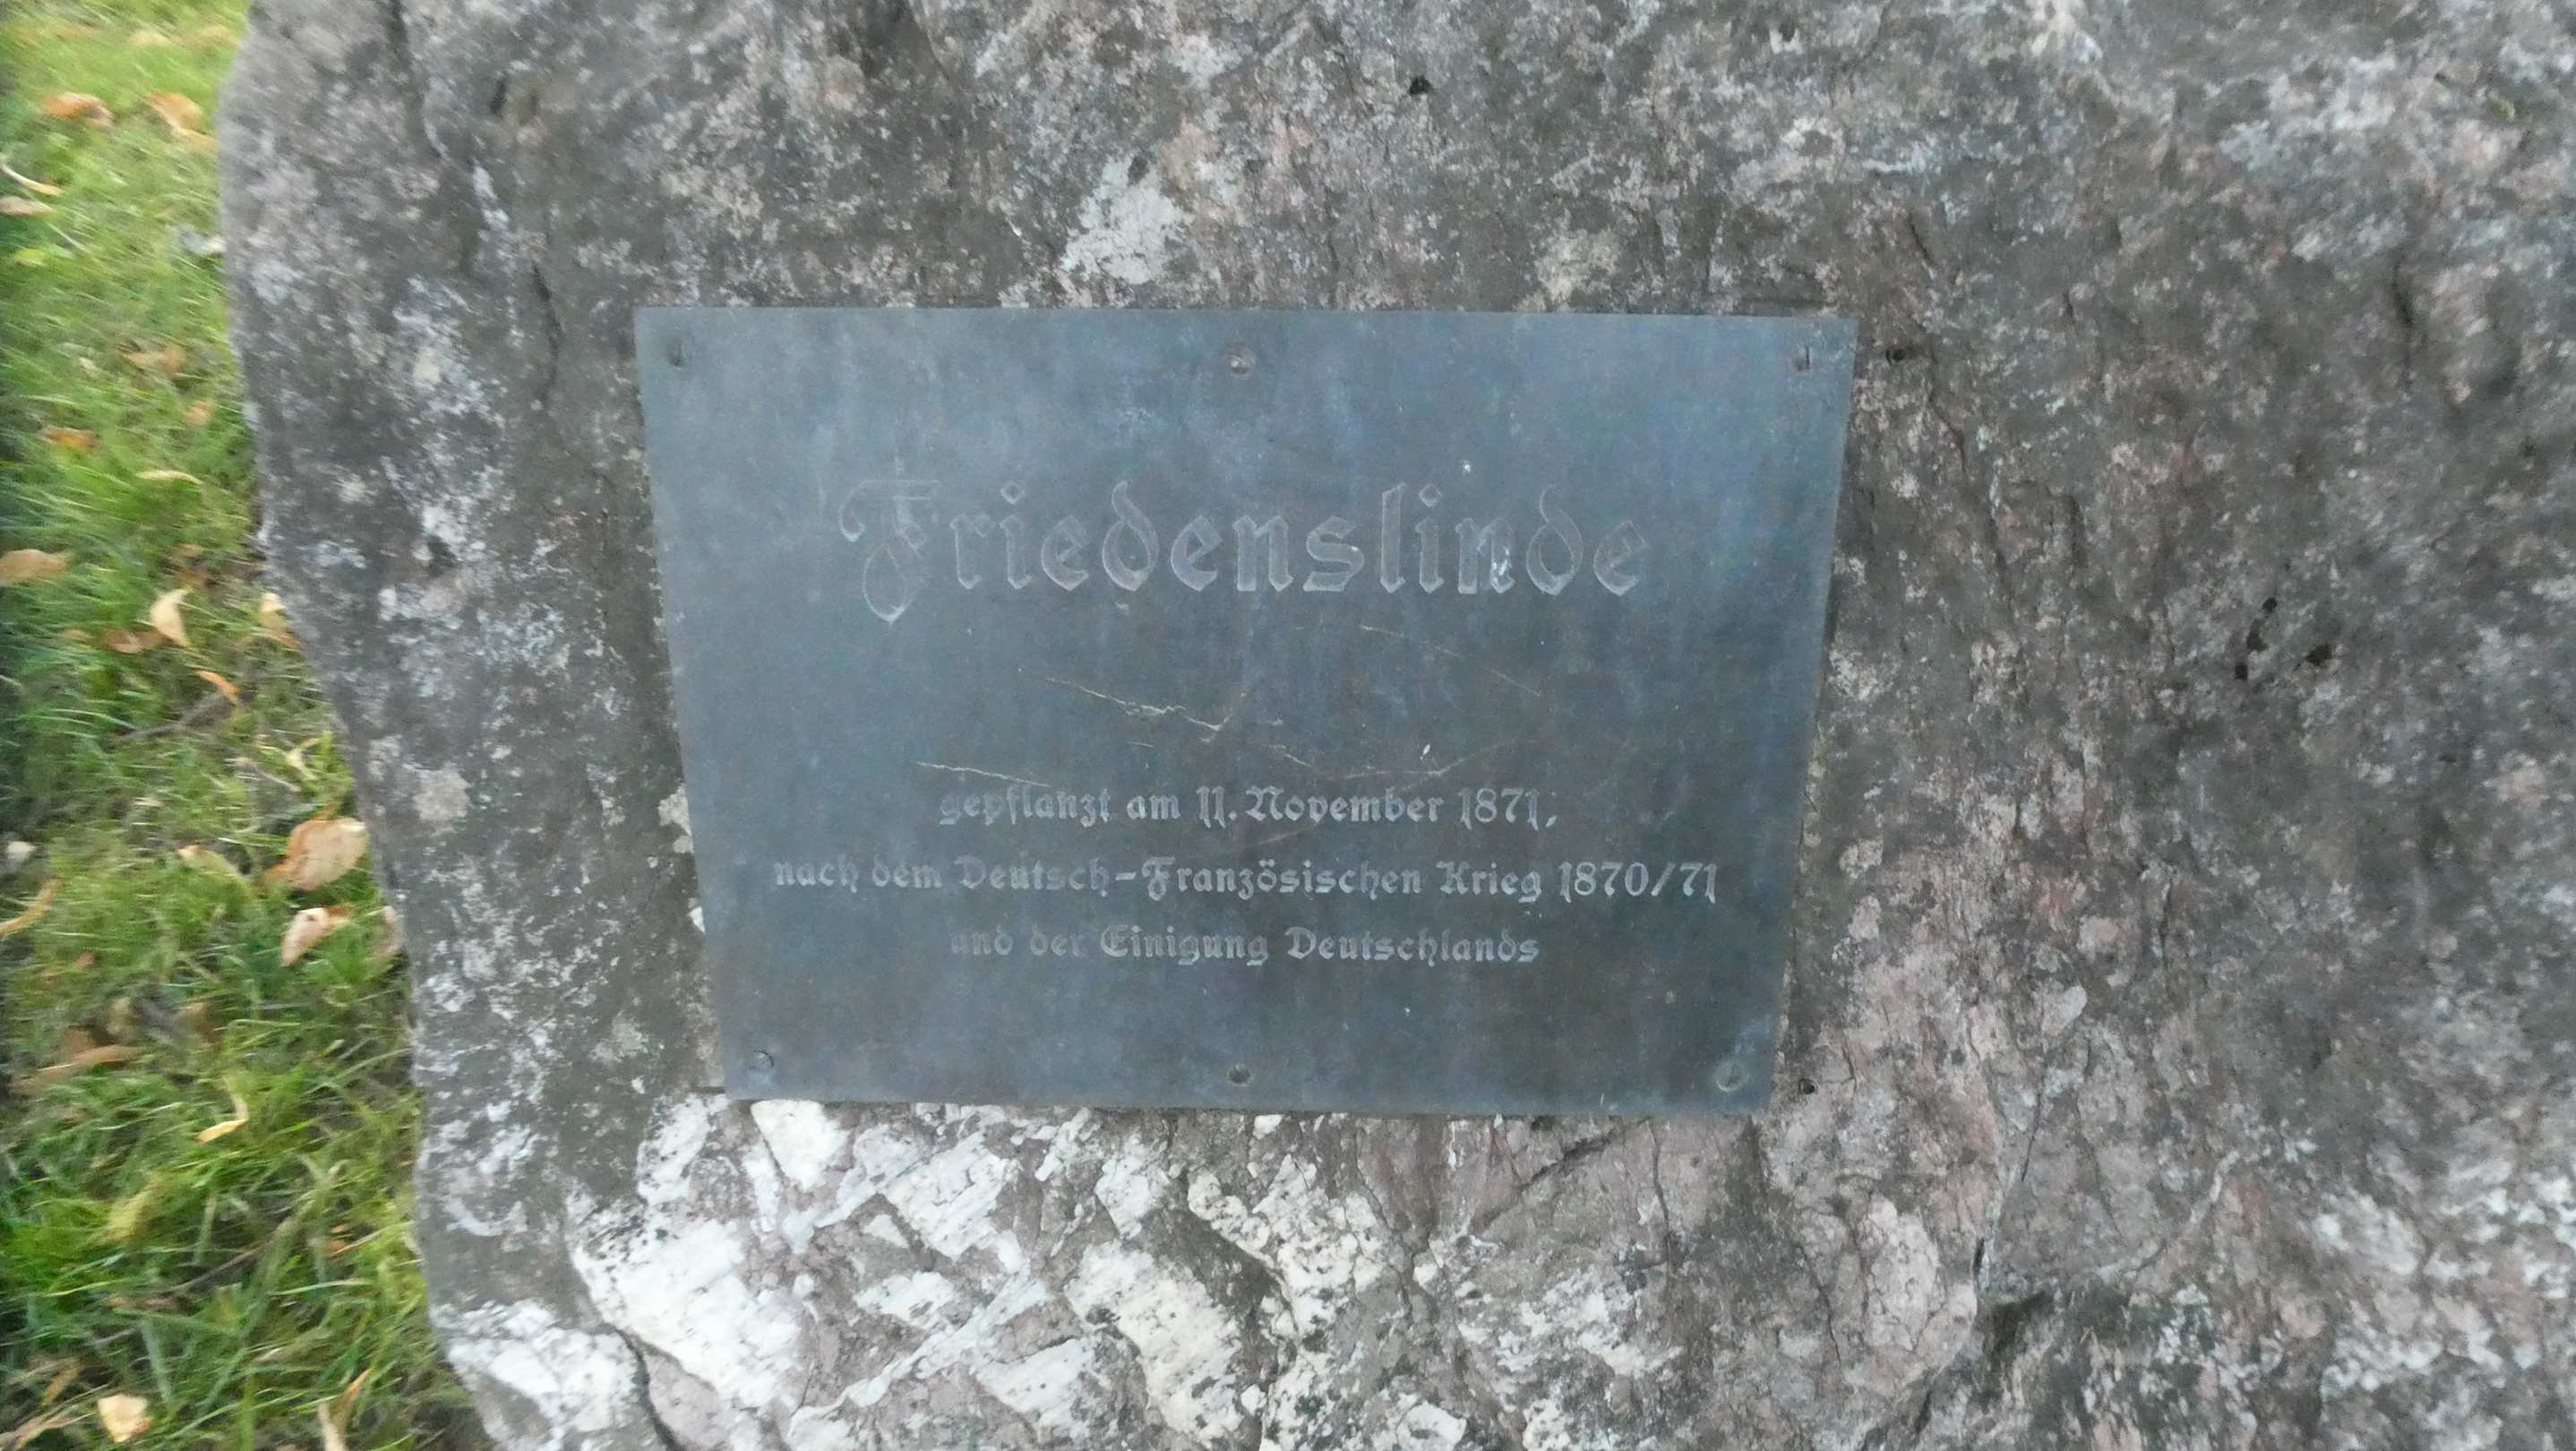 Friedenslinde
gepflanzt am 11. November 1871,
nach dem Deutsch-Französischen Krieg 1870/71
und der Einigung Deutschlands